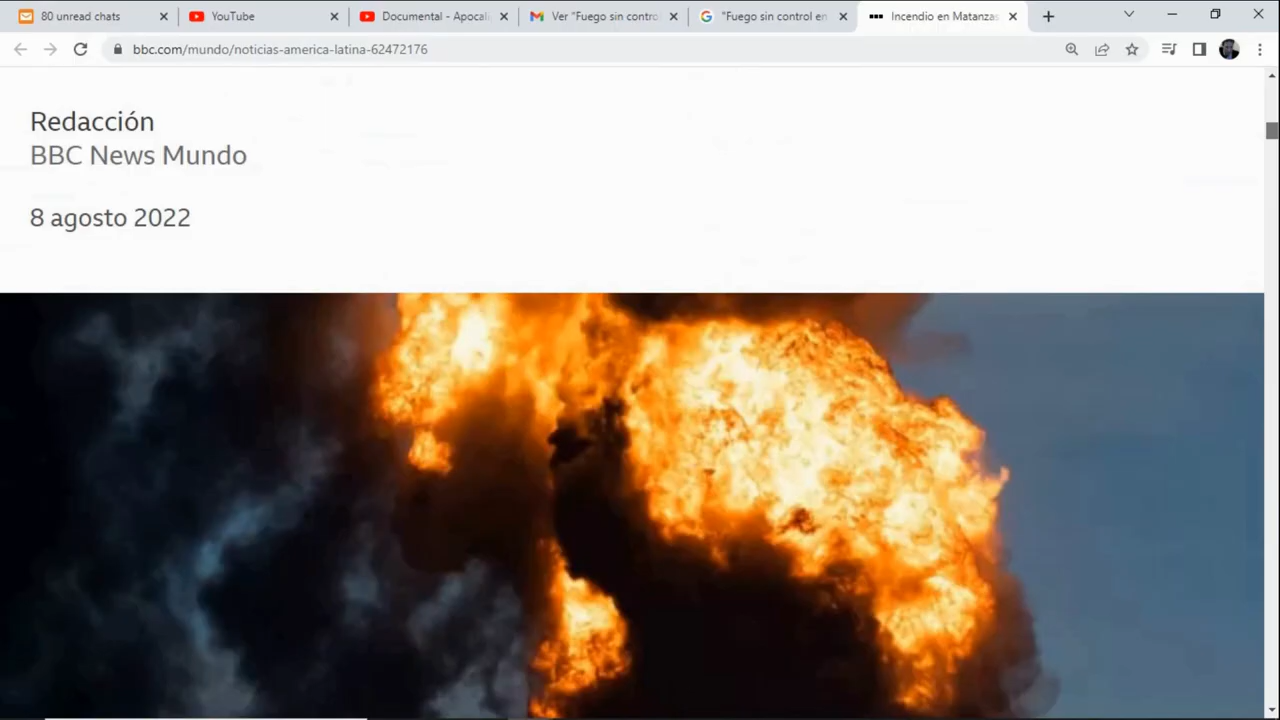 80 unread chats
YouTube
Documental - Apocali
Ver "Fuego sin control
"Fuego sin control en
Incendio en Matanzas
bbc.com/mundo/noticias-america-latina-62472176
Redacción
BBC News Mundo
8 agosto 2022